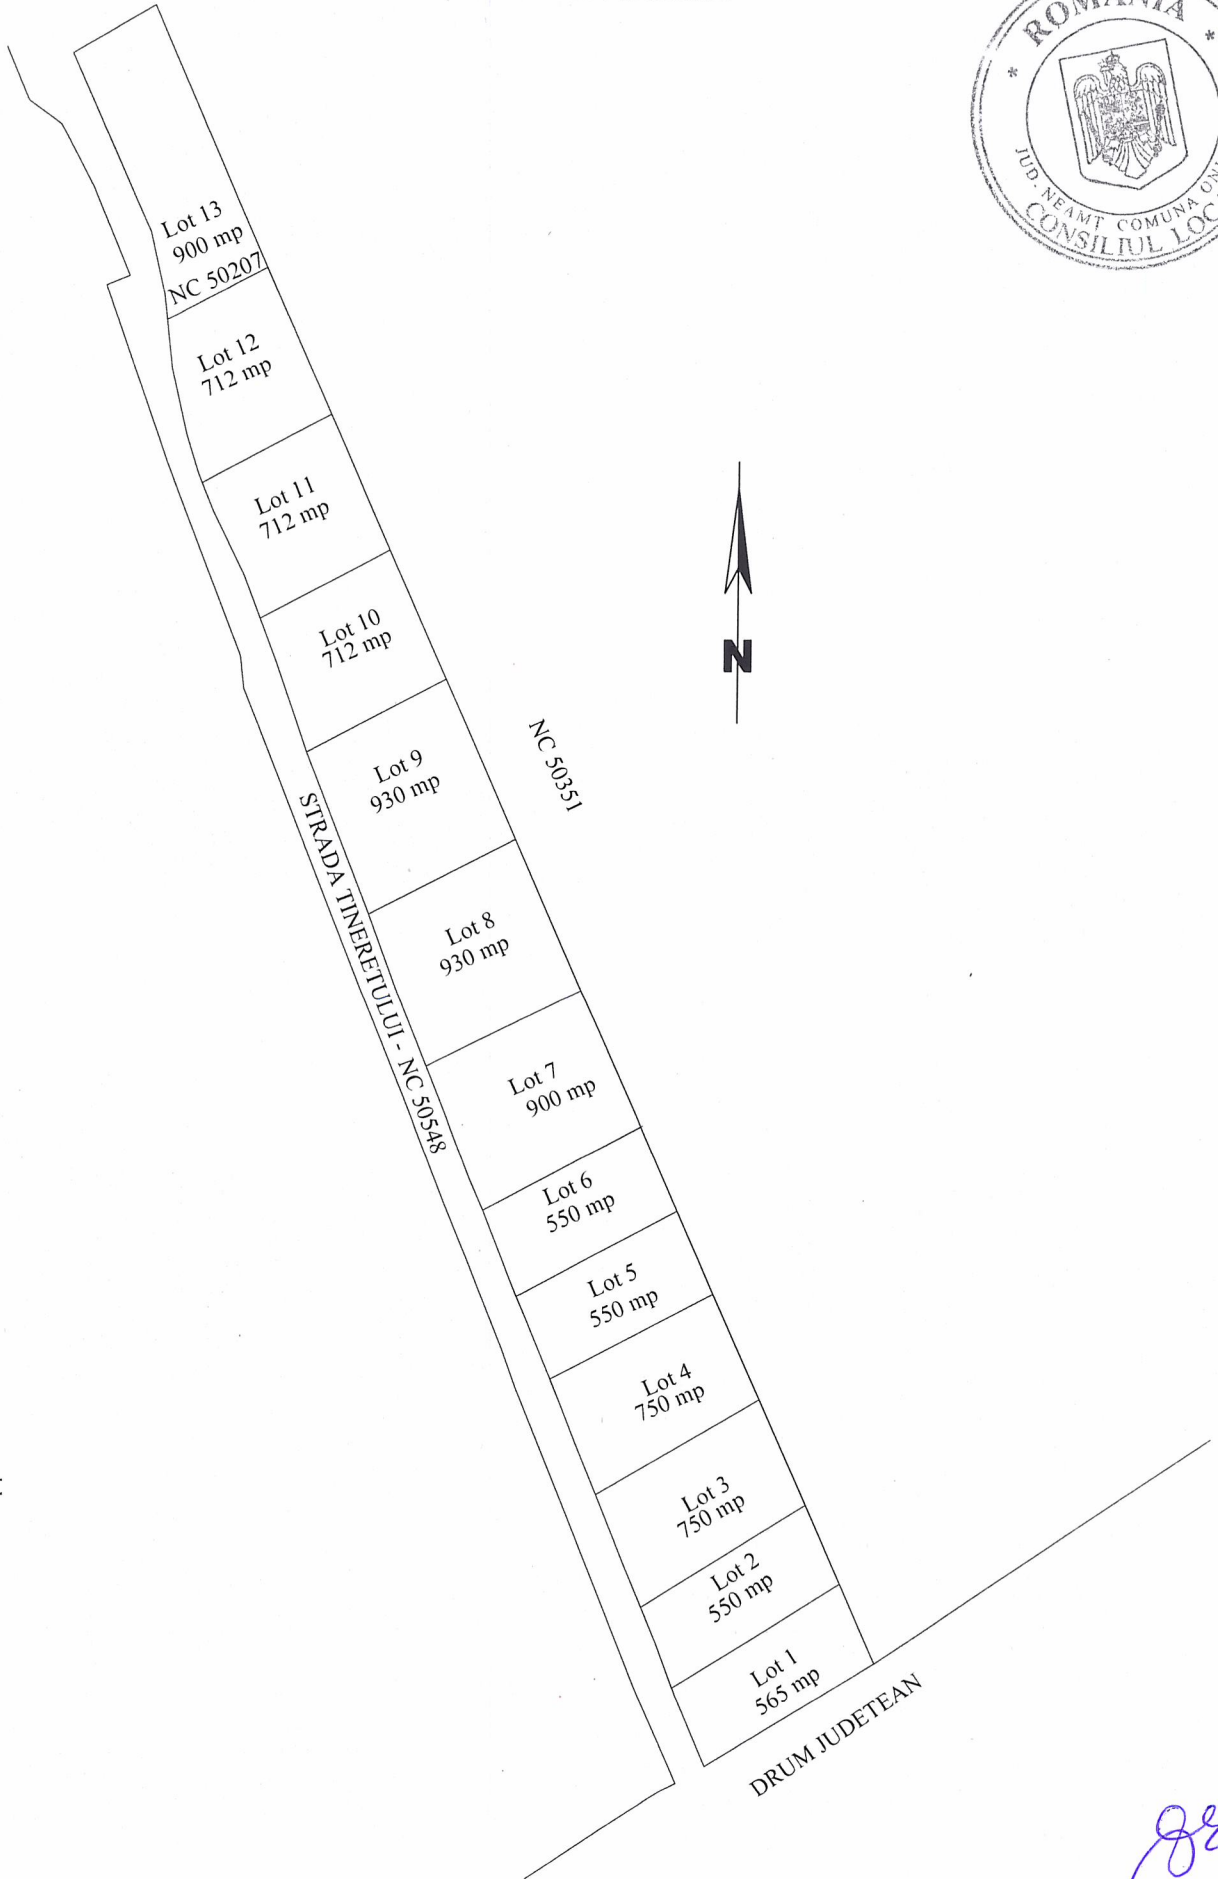 ROMANIA
JUD. NEAMT COMUNA
CONSILIUL
Lot 13
900 mp
NC 50207
Lot 12
712 mp
Lot 11
712 mp
Lot 10
712 mp
N
Lot 9
930 mp
NC 50351
STRADA TINERETULUI - NC 50548
Lot 8
930 mp
Lot 7
900 mp
Lot 6
550 mp
Lot 5
550 mp
Lot 4
750 mp
Lot 3
750 mp
Lot 2
550 mp
Lot 1
565 mp
DRUM JUDETEAN